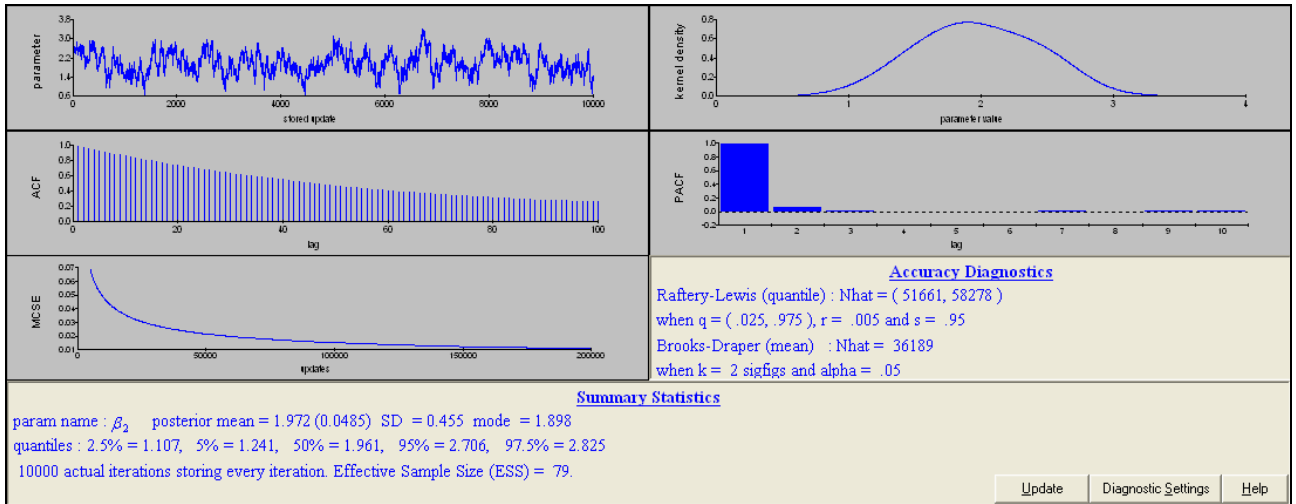 parameter
3.8
3.0
2.2
1.4
0.6
0 2000 4000 6000 8000 10000
stored update
kernel density
0.8
0.6
0.4
0.2
0.0
0 1 2 3 4
parameter value
ACF
1.0
0.8
0.6
0.4
0.2
0.0
0 20 40 60 80 100
lag
PACF
1.0
0.8
0.6
0.4
0.2
0.0
-0.2
1 2 3 4 5 6 7 8 9 10
lag
MCSE
0.07
0.06
0.05
0.04
0.03
0.02
0.01
0 50000 100000 150000 200000
updates
Accuracy Diagnostics
Raftery-Lewis (quantile) : Nhat = ( 51661, 58278 )
when q = ( .025, .975 ), r = .005 and s = .95
Brooks-Draper (mean) : Nhat = 36189
when k = 2 sigfigs and alpha = .05
Summary Statistics
param name : β₂ posterior mean = 1.972 (0.0485) SD = 0.455 mode = 1.898
quantiles : 2.5% = 1.107, 5% = 1.241, 50% = 1.961, 95% = 2.706, 97.5% = 2.825
10000 actual iterations storing every iteration. Effective Sample Size (ESS) = 79.
Update Diagnostic Settings Help